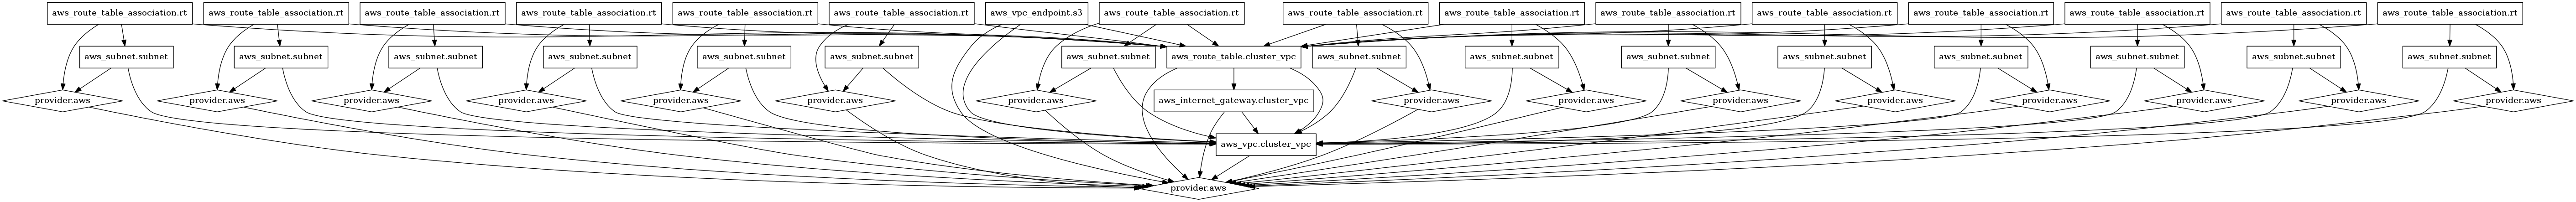 aws_route_table_association.rt
aws_route_table_association.rt
aws_route_table_association.rt
aws_route_table_association.rt
aws_route_table_association.rt
aws_route_table_association.rt
aws_vpc_endpoint.s3
aws_route_table_association.rt
aws_route_table_association.rt
aws_route_table_association.rt
aws_route_table_association.rt
aws_route_table_association.rt
aws_route_table_association.rt
aws_route_table_association.rt
aws_route_table_association.rt
aws_route_table_association.rt
aws_subnet.subnet
aws_subnet.subnet
aws_subnet.subnet
aws_subnet.subnet
aws_subnet.subnet
aws_subnet.subnet
aws_subnet.subnet
aws_route_table.cluster_vpc
aws_subnet.subnet
aws_subnet.subnet
aws_subnet.subnet
aws_subnet.subnet
aws_subnet.subnet
aws_subnet.subnet
aws_subnet.subnet
aws_subnet.subnet
provider.aws
provider.aws
provider.aws
provider.aws
provider.aws
provider.aws
provider.aws
aws_internet_gateway.cluster_vpc
provider.aws
provider.aws
provider.aws
provider.aws
provider.aws
provider.aws
provider.aws
provider.aws
aws_vpc.cluster_vpc
provider.aws